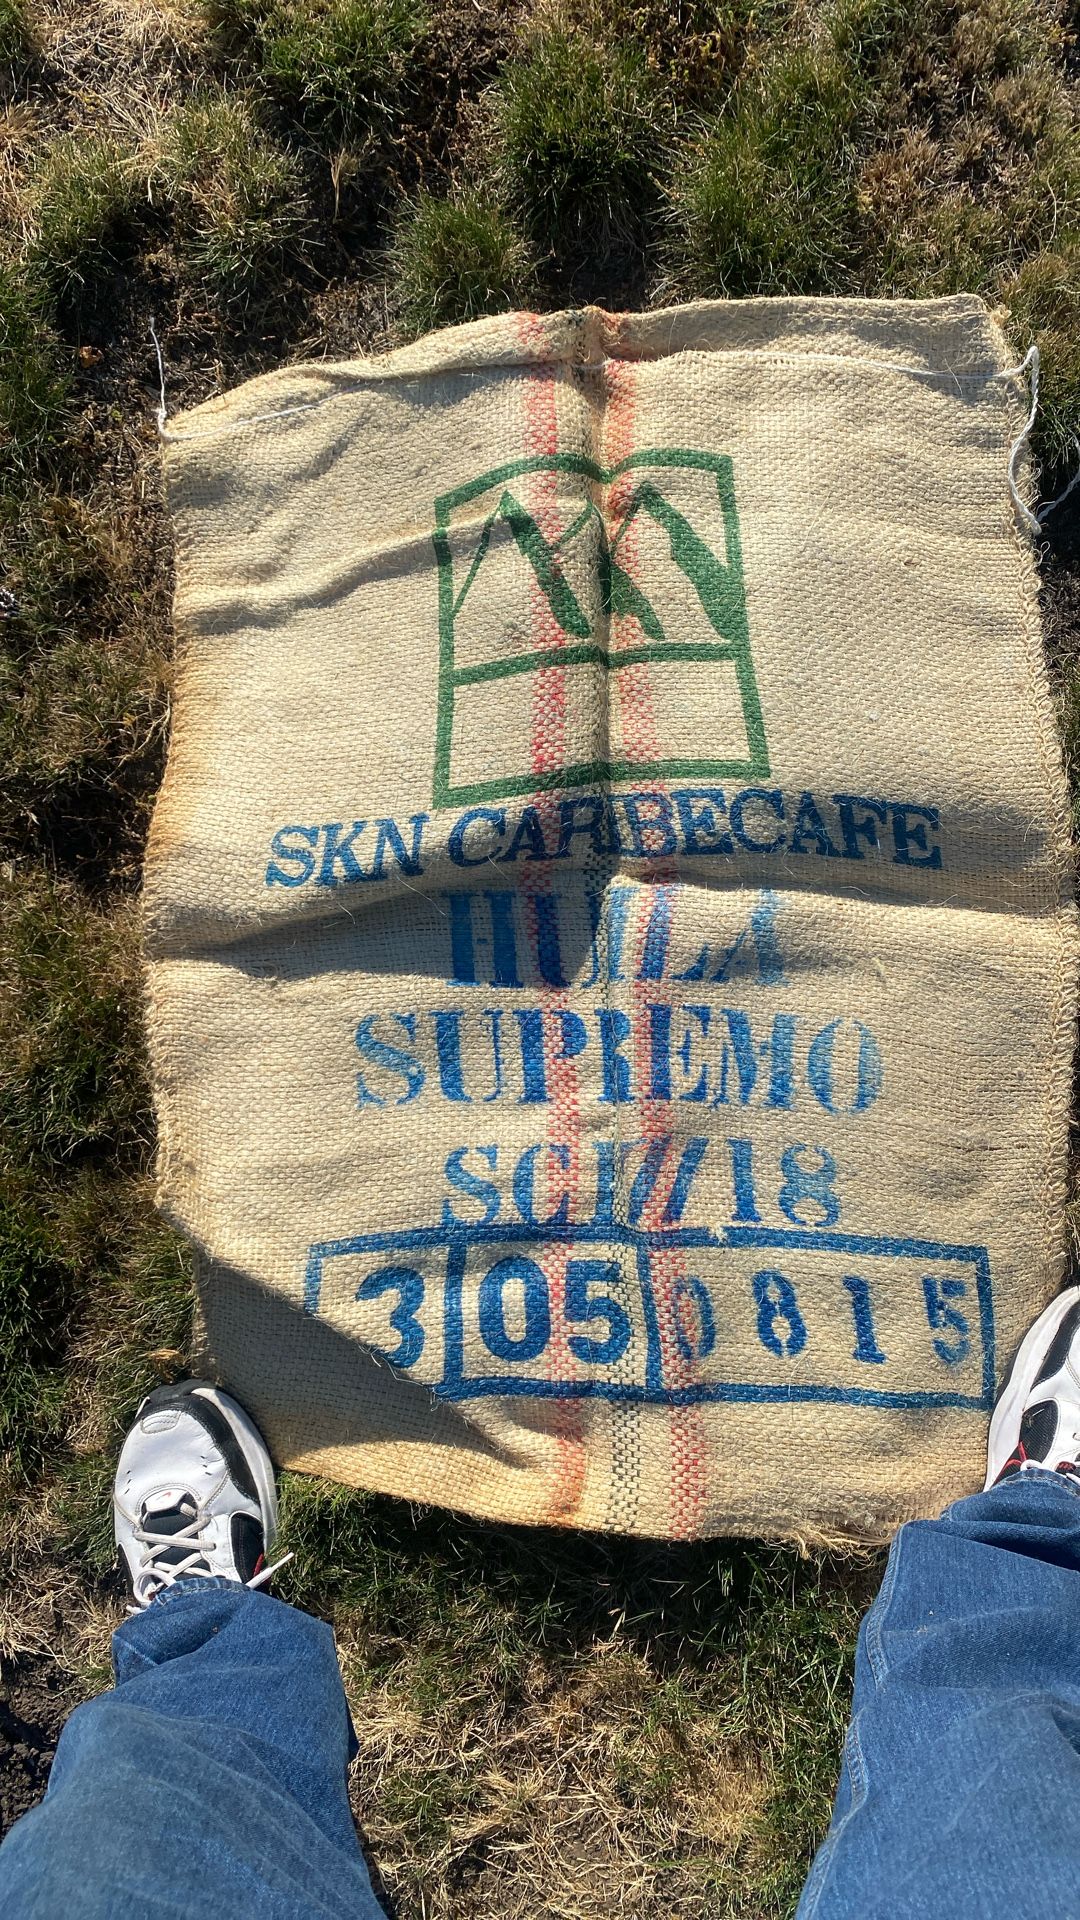 SKN CARIBECAFE
HUILA
SUPREMO
SC17/18
3 05 0815